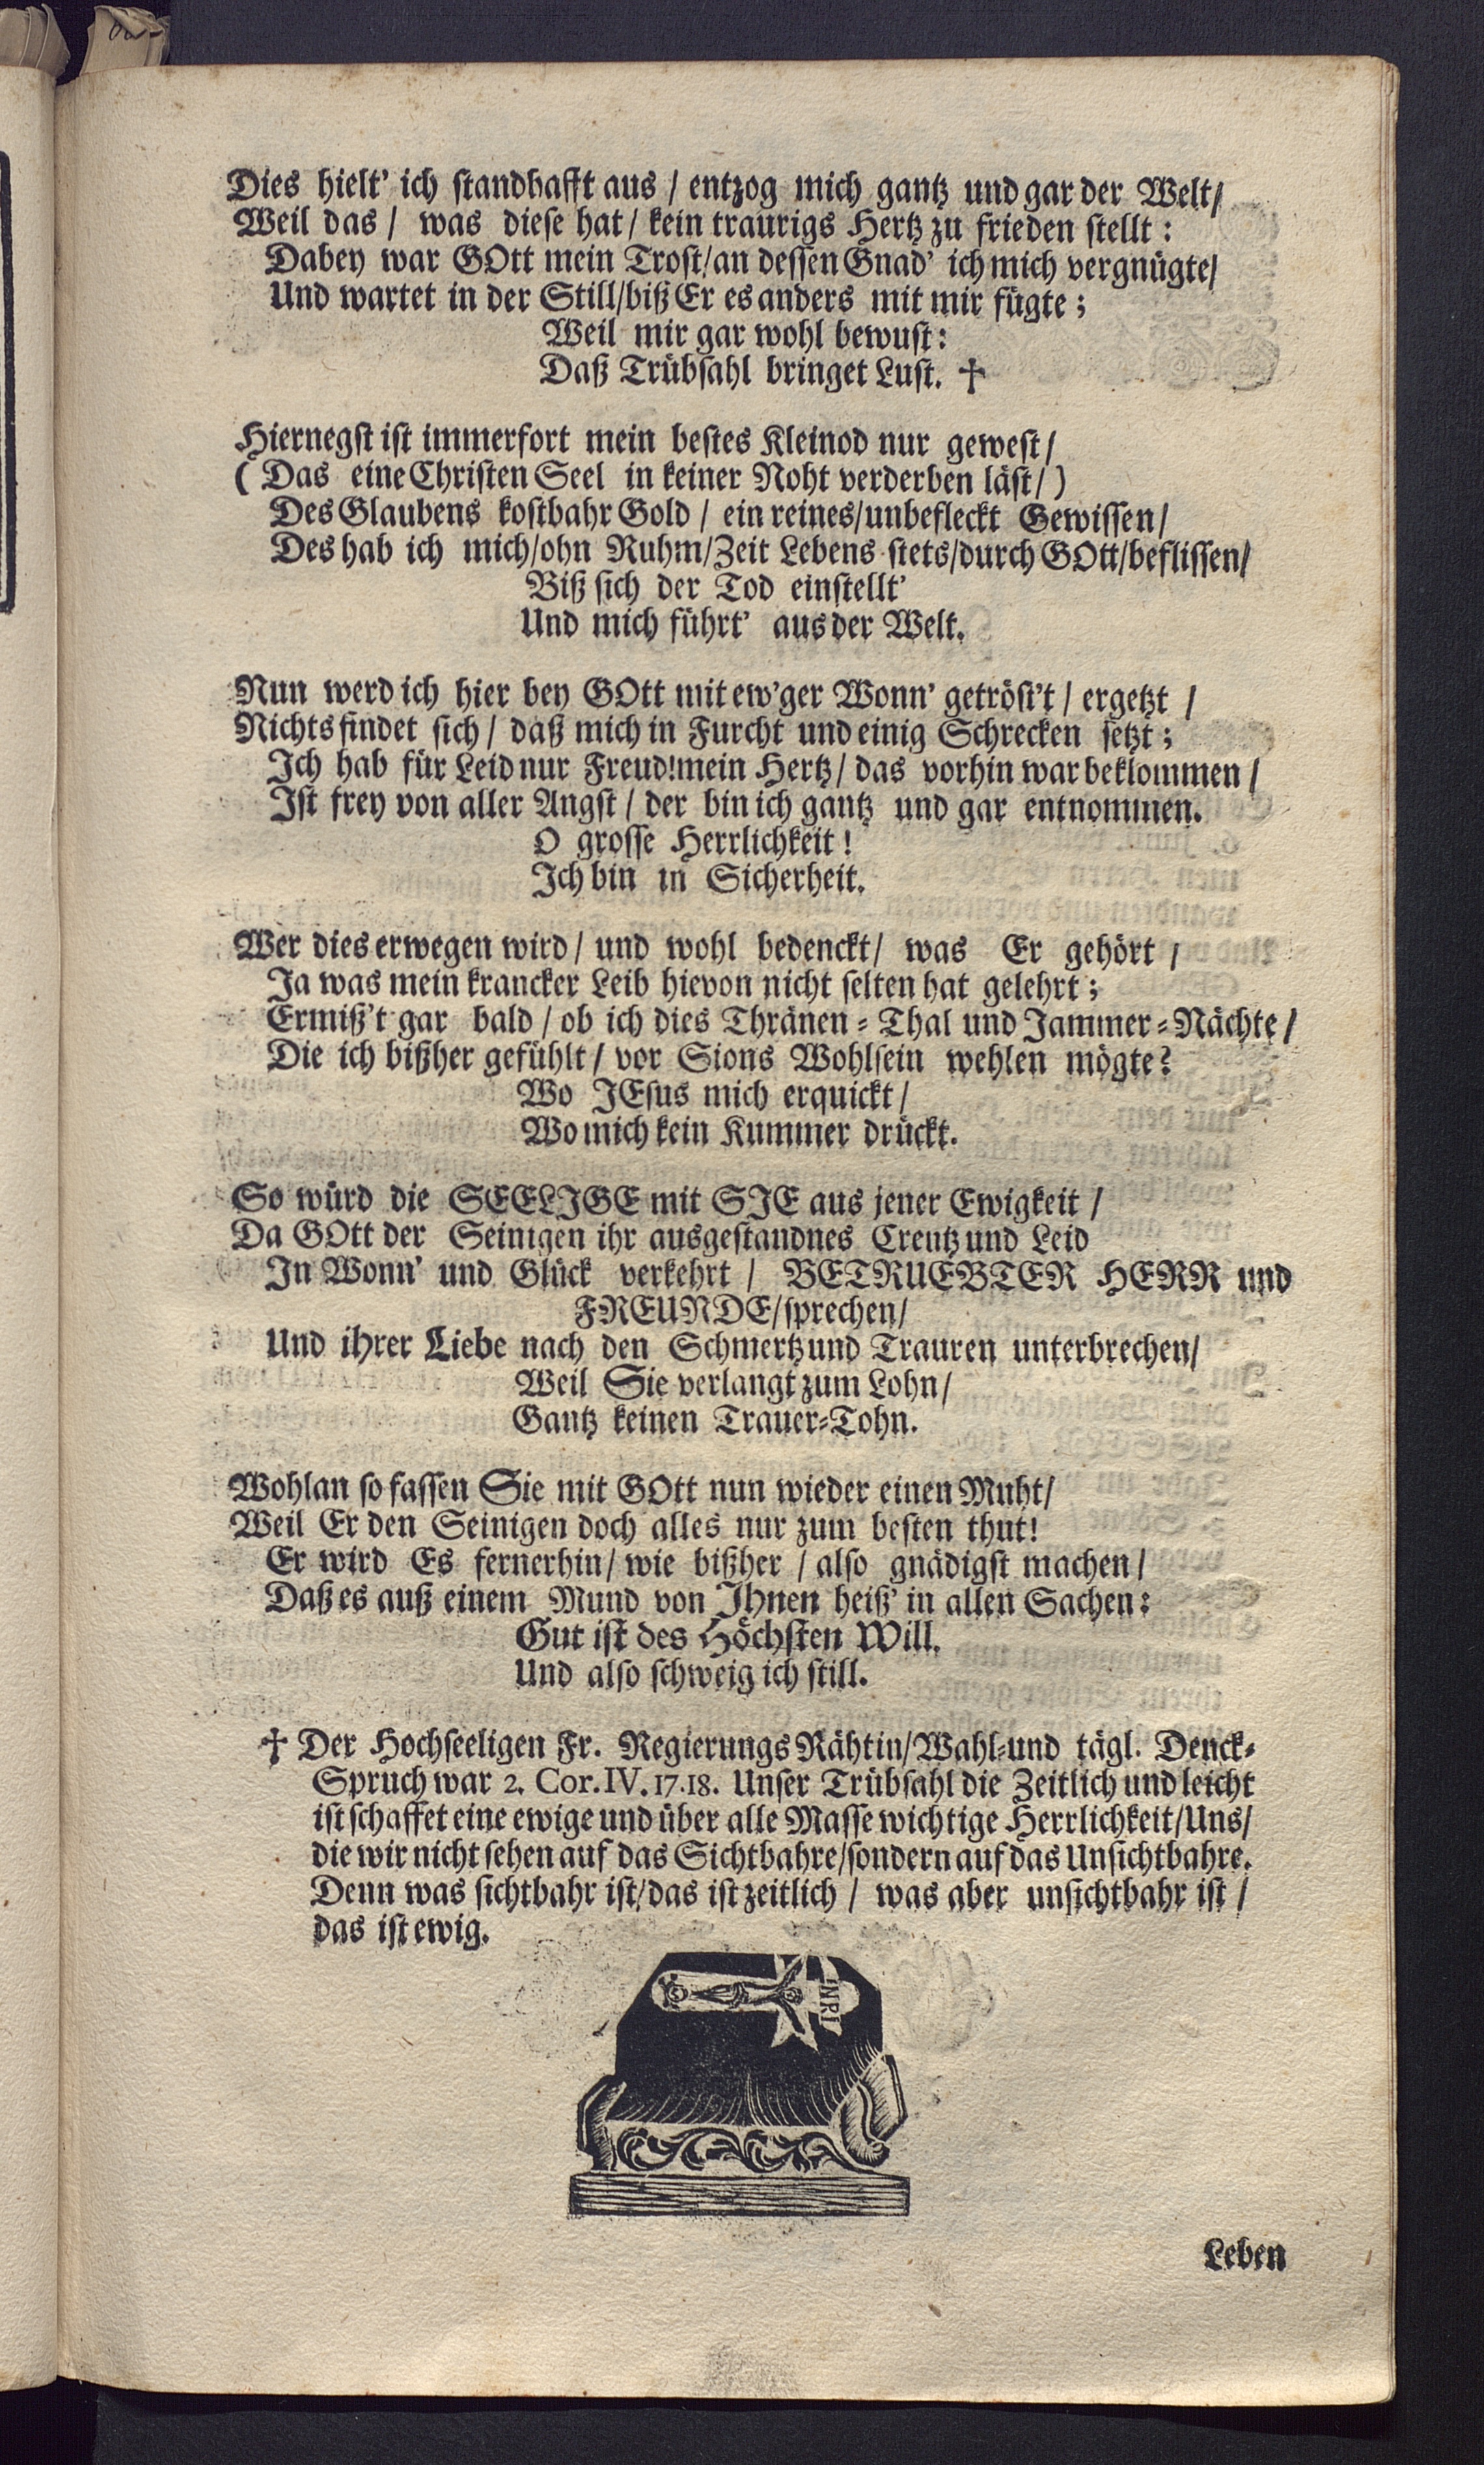 Dies hielt' ich standhafft aus / entzog mich gantz und gar der Welt/
Weil das / was diese hat / kein traurigs Hertz zu frieden stellt:
Dabey war GOtt mein Trost/an dessen Gnad' ich mich vergnügte/
Und wartet in der Still/biß Er es anders mit mir fügte;
Weil mir gar wohl bewust:
Daß Trübsahl bringet Lust. ✝
Hiernegst ist immerfort mein bestes Kleinod nur gewest/
(Das eine Christen Seel in keiner Noht verderben läst/)
Des Glaubens kostbahr Gold / ein reines/unbefleckt Gewissen/
Des hab ich mich/ohn Ruhm/Zeit Lebens stets/durch GOtt/beflissen/
Biß sich der Tod einstellt'
Und mich führt' aus der Welt.
Nun werd ich hier bey GOtt mit ew'ger Wonn' getröst't / ergetzt /
Nichts findet sich / daß mich in Furcht und einig Schrecken setzt;
Ich hab für Leid nur Freud!mein Hertz / das vorhin war beklommen /
Ist frey von aller Angst / der bin ich gantz und gar entnommen.
O grosse Herrlichkeit!
Ich bin in Sicherheit.
Wer dies erwegen wird / und wohl bedenckt / was Er gehört /
Ja was mein krancker Leib hievon nicht selten hat gelehrt;
Ermiß't gar bald / ob ich dies Thränen-Thal und Jammer-Nächte /
Die ich bißher gefühlt / vor Sions Wohlsein wehlen mögte?
Wo JEsus mich erquickt /
Wo mich kein Kummer drückt.
So würd die SEELIGE mit SIE aus jener Ewigkeit /
Da GOtt der Seinigen ihr ausgestandnes Creutz und Leid
In Wonn' und Glück verkehrt / BETRUEBTER HERR und
FREUNDE/sprechen/
Und ihrer Liebe nach den Schmertz und Trauren unterbrechen/
Weil Sie verlangt zum Lohn/
Gantz keinen Trauer-Tohn.
Wohlan so fassen Sie mit GOtt nun wieder einen Muht/
Weil Er den Seinigen doch alles nur zum besten thut!
Er wird Es fernerhin / wie bißher / also gnädigst machen/
Daß es auß einem Mund von Ihnen heiß' in allen Sachen:
Gut ist des Höchsten Will.
Und also schweig ich still.
✝ Der Hochseeligen Fr. Regierungs Rähtin/Wahl-und tägl. Denck-
Spruch war 2. Cor. IV. 17. 18. Unser Trübsahl die Zeitlich und leicht
ist schaffet eine ewige und über alle Masse wichtige Herrlichkeit/Uns/
die wir nicht sehen auf das Sichtbahre/sondern auf das Unsichtbahre.
Denn was sichtbahr ist/das ist zeitlich / was aber unsichtbahr ist /
das ist ewig.
INRI
Leben